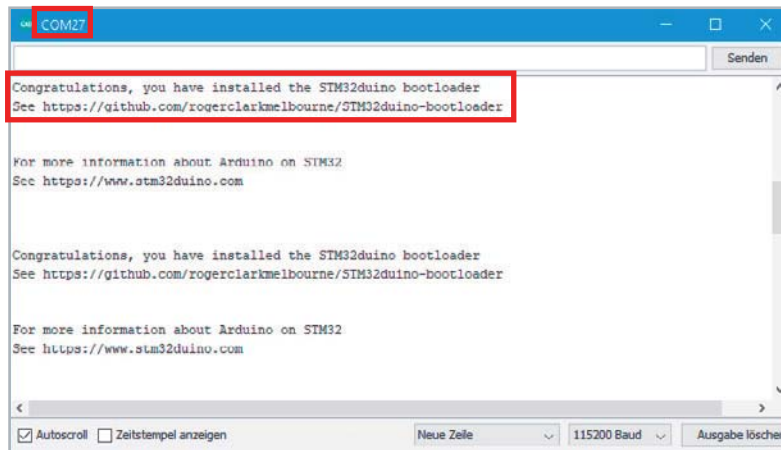 COM27
Senden
Congratulations, you have installed the STM32duino bootloader
See https://github.com/rogerclarkmelbourne/STM32duino-bootloader
For more information about Arduino on STM32
See https://www.stm32duino.com
Congratulations, you have installed the STM32duino bootloader
See https://github.com/rogerclarkmelbourne/STM32duino-bootloader
For more information about Arduino on STM32
See https://www.stm32duino.com
Autoscroll Zeitstempel anzeigen Neue Zeile 115200 Baud Ausgabe löschen